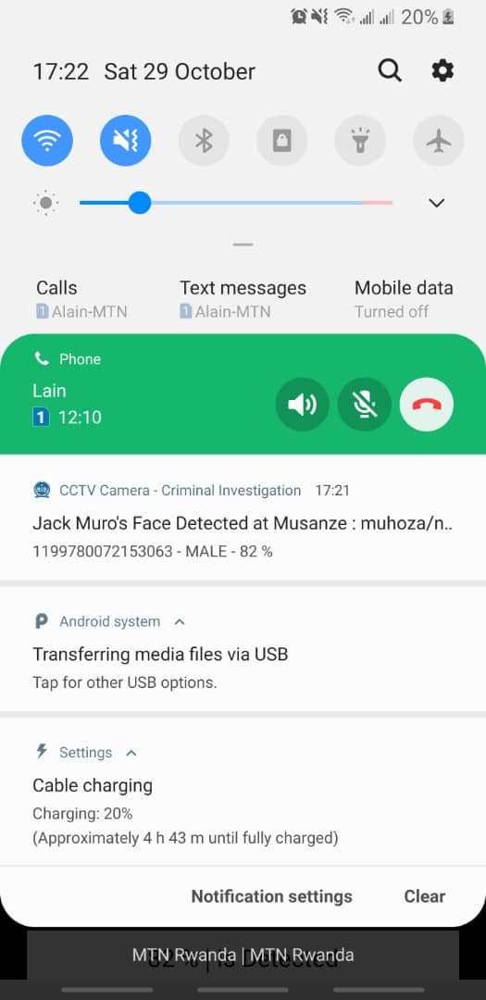 20%
17:22 Sat 29 October
Calls Text messages Mobile data
1 Alain-MTN 1 Alain-MTN Turned off
Phone
Lain
1 12:10
CCTV Camera - Criminal Investigation 17:21
Jack Muro's Face Detected at Musanze : muhoza/n..
1199780072153063 - MALE - 82 %
Android system
Transferring media files via USB
Tap for other USB options.
Settings
Cable charging
Charging: 20%
(Approximately 4 h 43 m until fully charged)
Notification settings Clear
MTN Rwanda | MTN Rwanda
82 % | is Detected